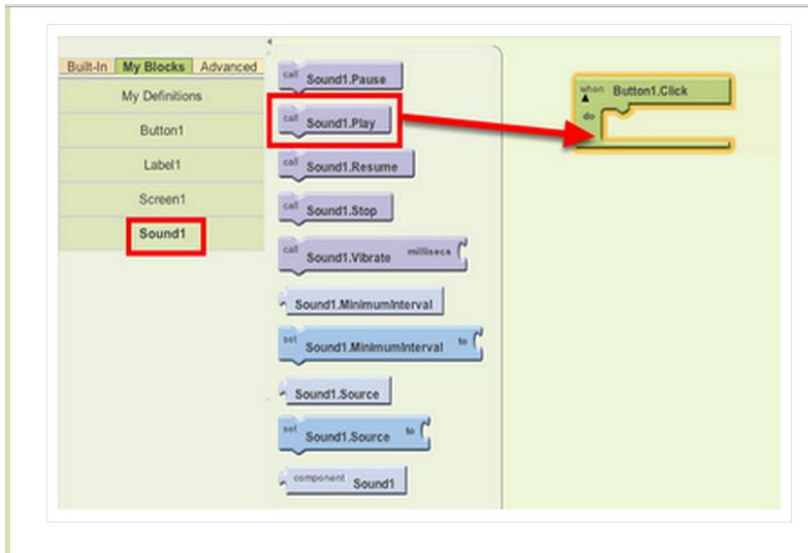 Built-In My Blocks Advanced
My Definitions
Button1
Label1
Screen1
Sound1
call Sound1.Pause
call Sound1.Play
call Sound1.Resume
call Sound1.Stop
call Sound1.Vibrate millisecs
Sound1.MinimumInterval
set Sound1.MinimumInterval to
Sound1.Source
set Sound1.Source to
component Sound1
when Button1.Click
do